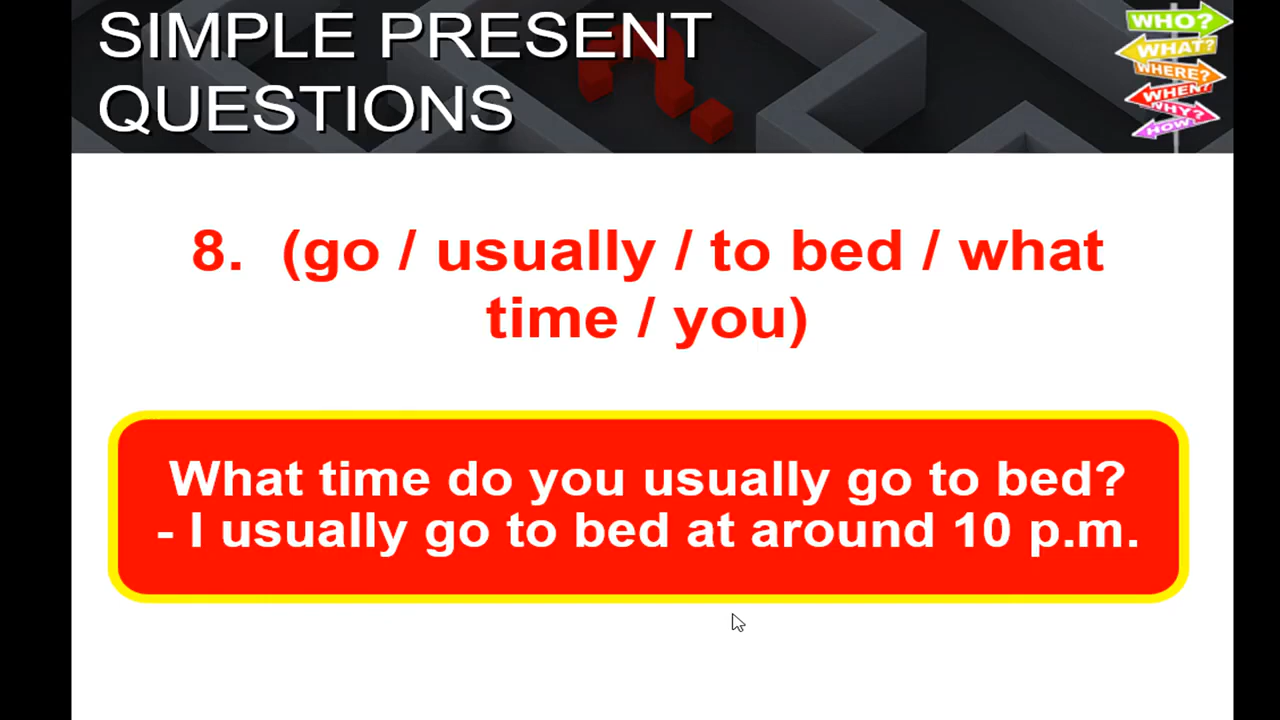 SIMPLE PRESENT
QUESTIONS
WHO?
WHAT?
WHERE?
WHEN?
WHY?
HOW
8. (go / usually / to bed / what
time / you)
What time do you usually go to bed?
- I usually go to bed at around 10 p.m.